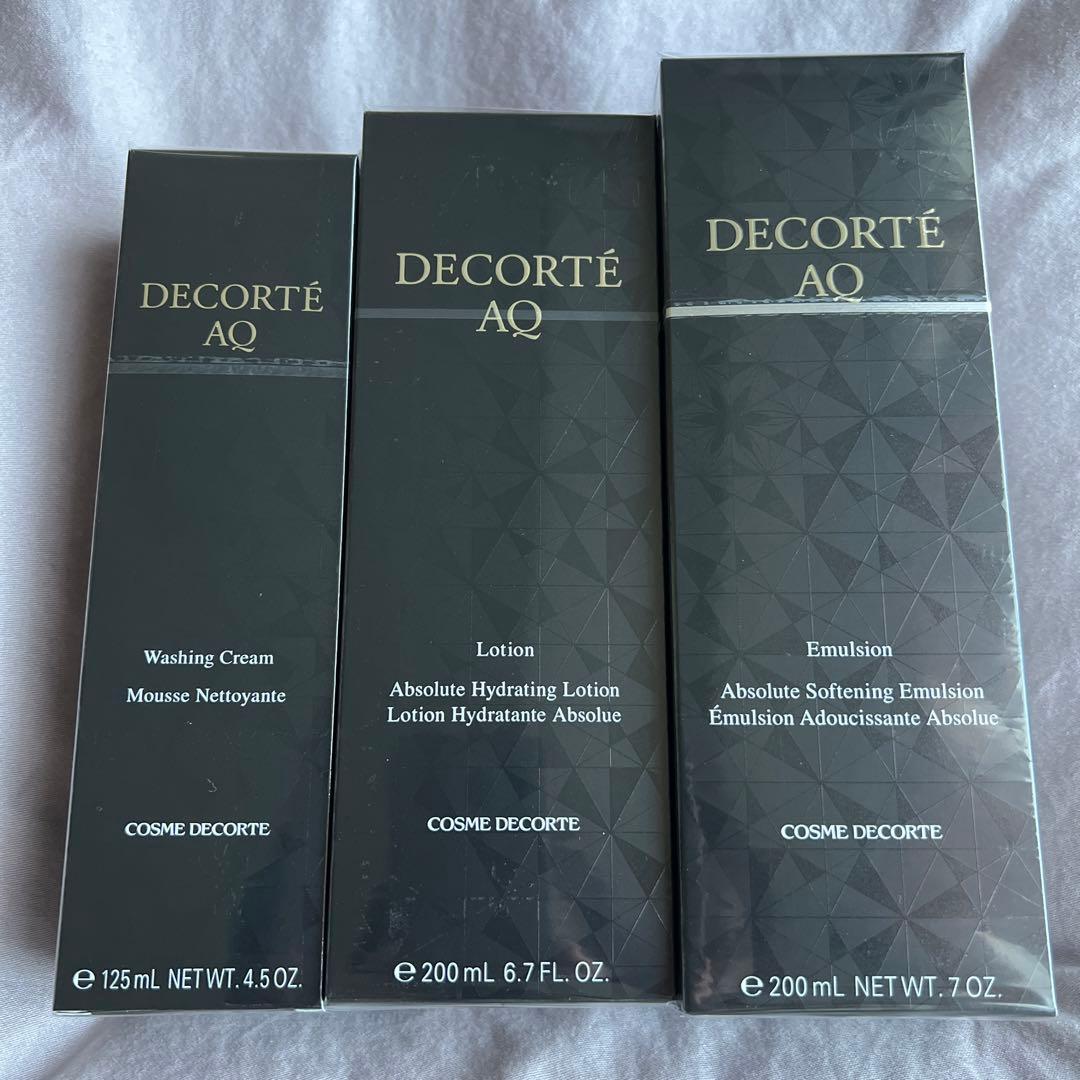 DECORTÉ
AQ
Washing Cream
Mousse Nettoyante
COSME DECORTE
℮ 125 mL NET WT. 4.5 OZ.
DECORTÉ
AQ
Lotion
Absolute Hydrating Lotion
Lotion Hydratante Absolue
COSME DECORTE
℮ 200 mL 6.7 FL. OZ.
DECORTÉ
AQ
Emulsion
Absolute Softening Emulsion
Émulsion Adoucissante Absolue
COSME DECORTE
℮ 200 mL NET WT. 7 OZ.